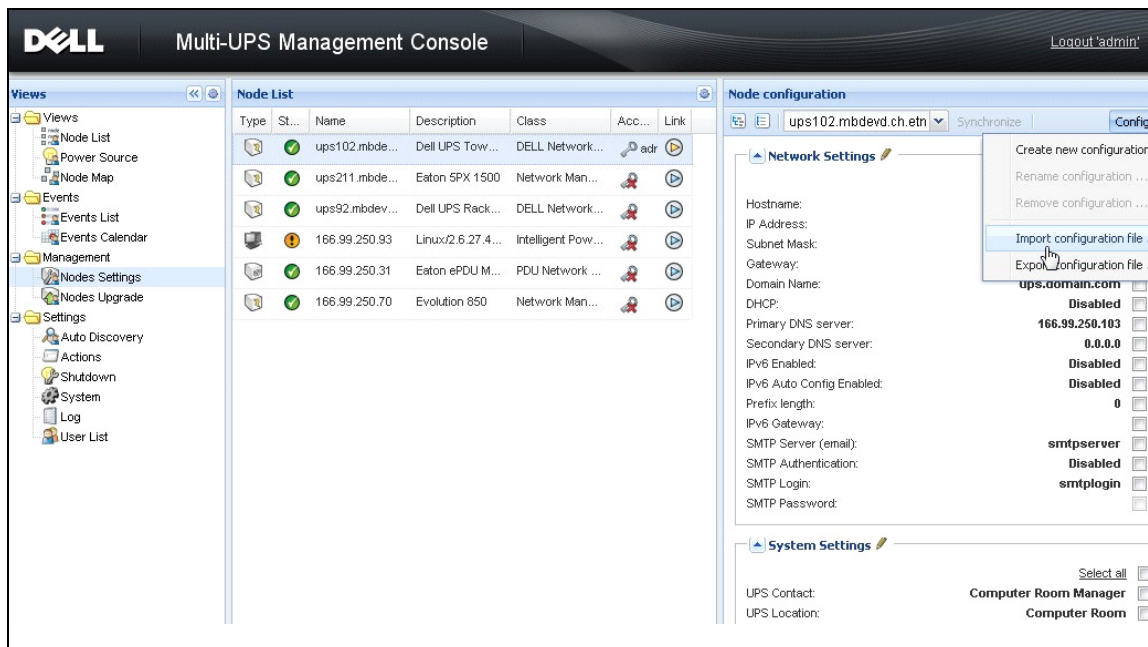 DELL
Multi-UPS Management Console
Logout 'admin'
Views
Views
Node List
Power Source
Node Map
Events
Events List
Events Calendar
Management
Nodes Settings
Nodes Upgrade
Settings
Auto Discovery
Actions
Shutdown
System
Log
User List
Node List
Type St... Name Description Class Acc... Link
ups102.mbde... Dell UPS Tow... DELL Network... adr
ups211.mbde... Eaton 5PX 1500 Network Man...
ups92.mbdev... Dell UPS Rack... DELL Network...
166.99.250.93 Linux/2.6.27.4... Intelligent Pow...
166.99.250.31 Eaton ePDU M... PDU Network ...
166.99.250.70 Evolution 850 Network Man...
Node configuration
ups102.mbdevd.ch.etn Synchronize Config
Create new configuration
Rename configuration ...
Remove configuration ...
Import configuration file
Export configuration file
Network Settings
Hostname:
IP Address:
Subnet Mask:
Gateway:
Domain Name: ups.domain.com
DHCP: Disabled
Primary DNS server: 166.99.250.103
Secondary DNS server: 0.0.0.0
IPv6 Enabled: Disabled
IPv6 Auto Config Enabled: Disabled
Prefix length: 0
IPv6 Gateway:
SMTP Server (email): smtpserver
SMTP Authentication: Disabled
SMTP Login: smtplogin
SMTP Password:
System Settings
Select all
UPS Contact: Computer Room Manager
UPS Location: Computer Room